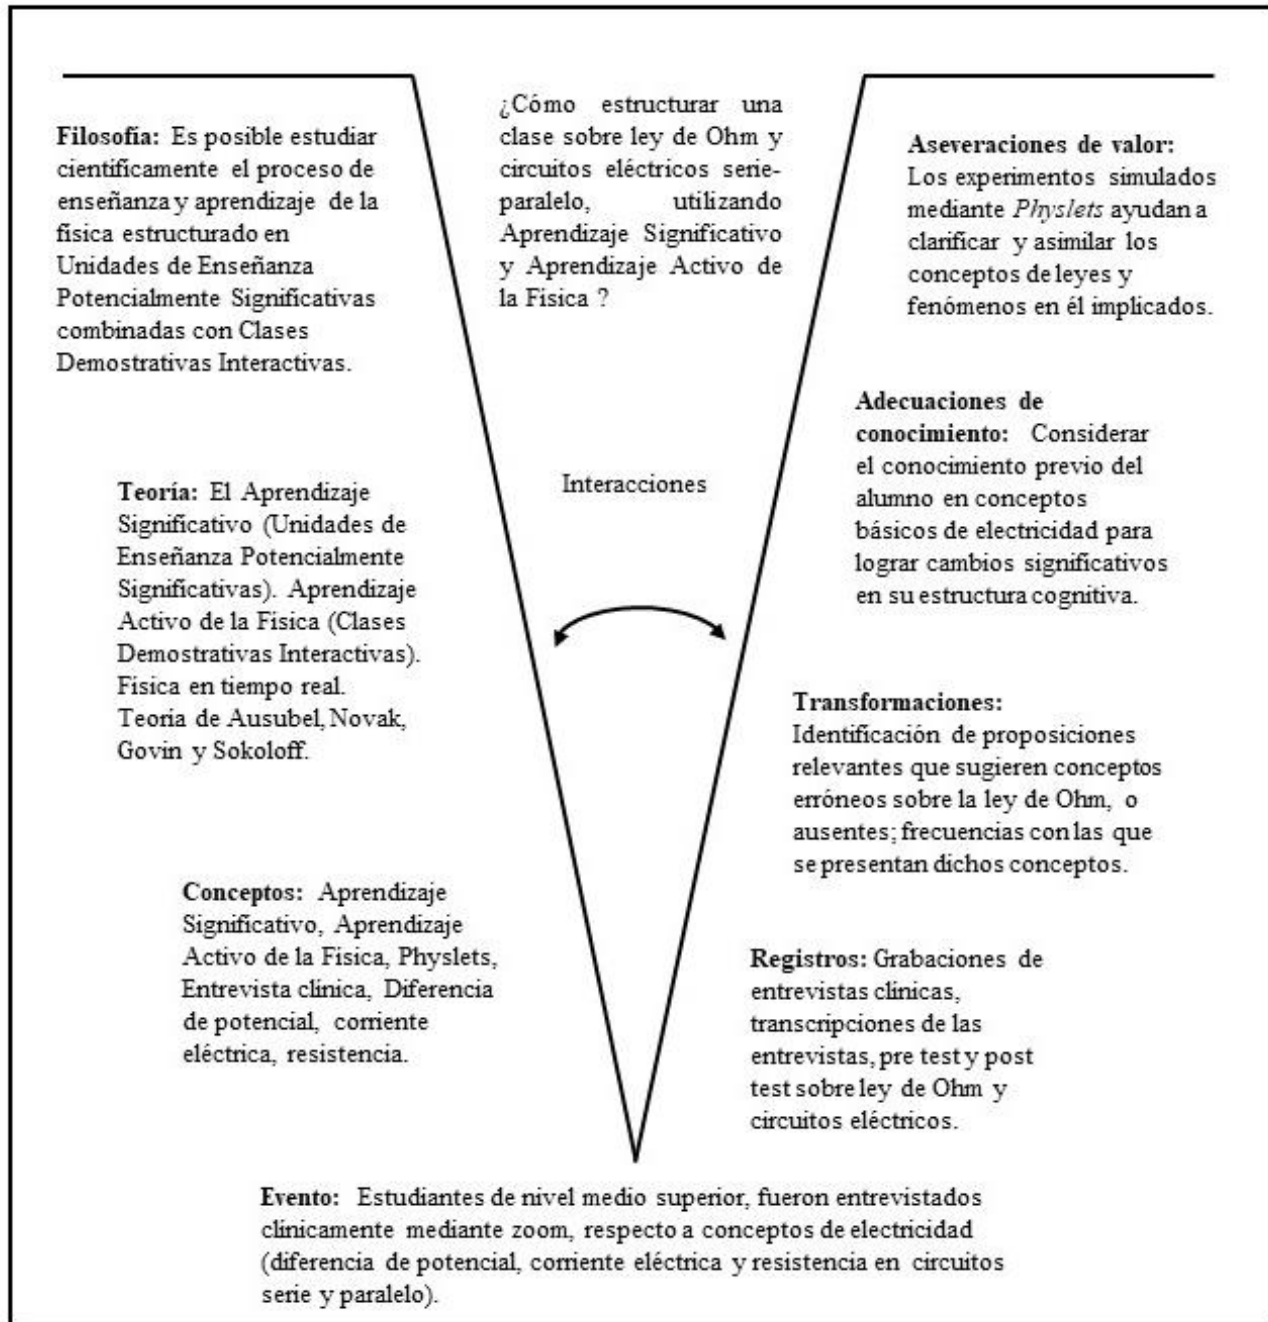 Filosofía: Es posible estudiar
científicamente el proceso de
enseñanza y aprendizaje de la
física estructurado en
Unidades de Enseñanza
Potencialmente Significativas
combinadas con Clases
Demostrativas Interactivas.
¿Cómo estructurar una
clase sobre ley de Ohm y
circuitos eléctricos serie-
paralelo, utilizando
Aprendizaje Significativo
y Aprendizaje Activo de
la Física ?
Aseveraciones de valor:
Los experimentos simulados
mediante Physlets ayudan a
clarificar y asimilar los
conceptos de leyes y
fenómenos en él implicados.
Teoría: El Aprendizaje
Significativo (Unidades de
Enseñanza Potencialmente
Significativas). Aprendizaje
Activo de la Física (Clases
Demostrativas Interactivas).
Física en tiempo real.
Teoría de Ausubel, Novak,
Govin y Sokoloff.
Interacciones
Adecuaciones de
conocimiento: Considerar
el conocimiento previo del
alumno en conceptos
básicos de electricidad para
lograr cambios significativos
en su estructura cognitiva.
Transformaciones:
Identificación de proposiciones
relevantes que sugieren conceptos
erróneos sobre la ley de Ohm, o
ausentes; frecuencias con las que
se presentan dichos conceptos.
Conceptos: Aprendizaje
Significativo, Aprendizaje
Activo de la Física, Physlets,
Entrevista clínica, Diferencia
de potencial, corriente
eléctrica, resistencia.
Registros: Grabaciones de
entrevistas clínicas,
transcripciones de las
entrevistas, pre test y post
test sobre ley de Ohm y
circuitos eléctricos.
Evento: Estudiantes de nivel medio superior, fueron entrevistados
clínicamente mediante zoom, respecto a conceptos de electricidad
(diferencia de potencial, corriente eléctrica y resistencia en circuitos
serie y paralelo).